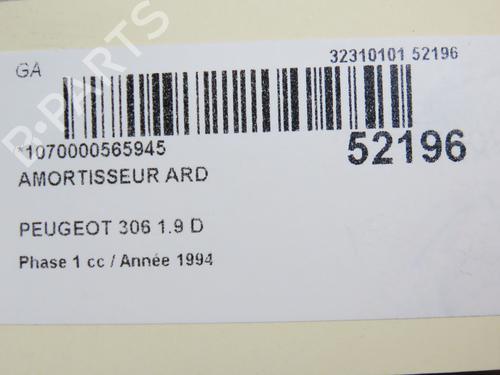 GA
32310101 52196
*1070000565945
52196
AMORTISSEUR ARD
PEUGEOT 306 1.9 D
Phase 1 cc / Année 1994
B-PARTS